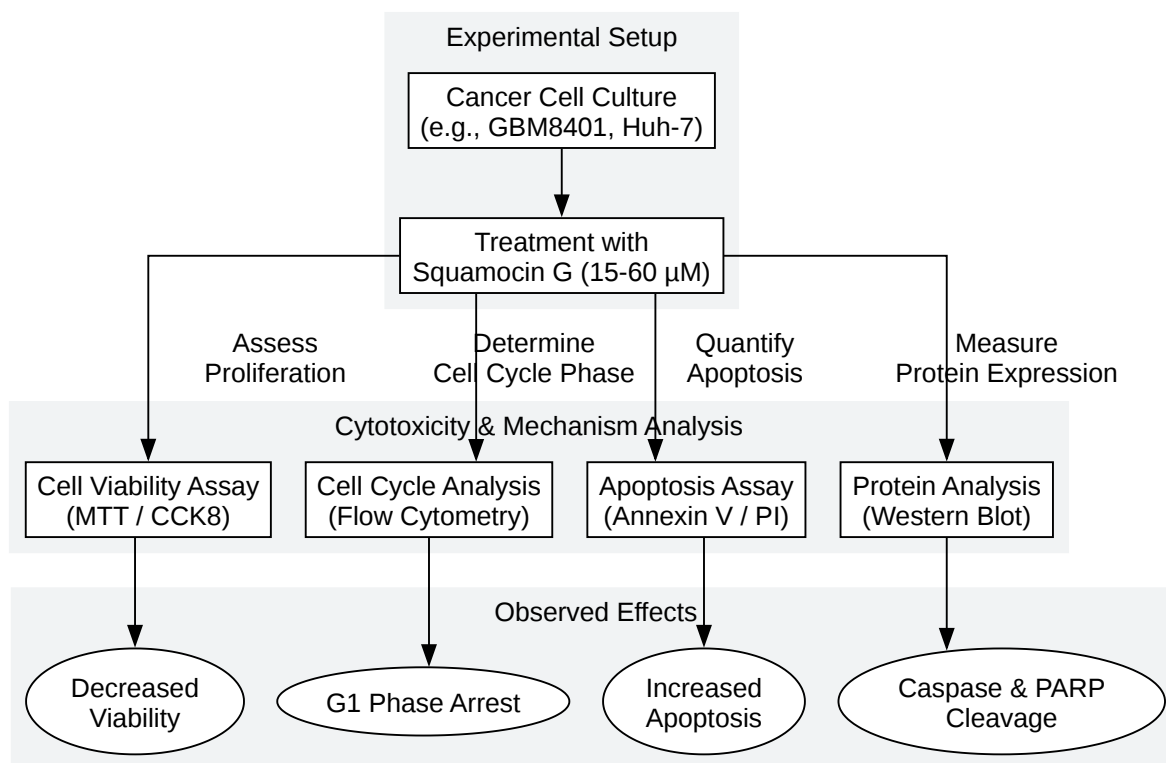 Experimental Setup
Cancer Cell Culture
(e.g., GBM8401, Huh-7)
Treatment with
Squamocin G (15-60 µM)
Assess
Proliferation
Determine
Cell Cycle Phase
Quantify
Apoptosis
Measure
Protein Expression
Cytotoxicity & Mechanism Analysis
Cell Viability Assay
(MTT / CCK8)
Cell Cycle Analysis
(Flow Cytometry)
Apoptosis Assay
(Annexin V / PI)
Protein Analysis
(Western Blot)
Observed Effects
Decreased
Viability
G1 Phase Arrest
Increased
Apoptosis
Caspase & PARP
Cleavage